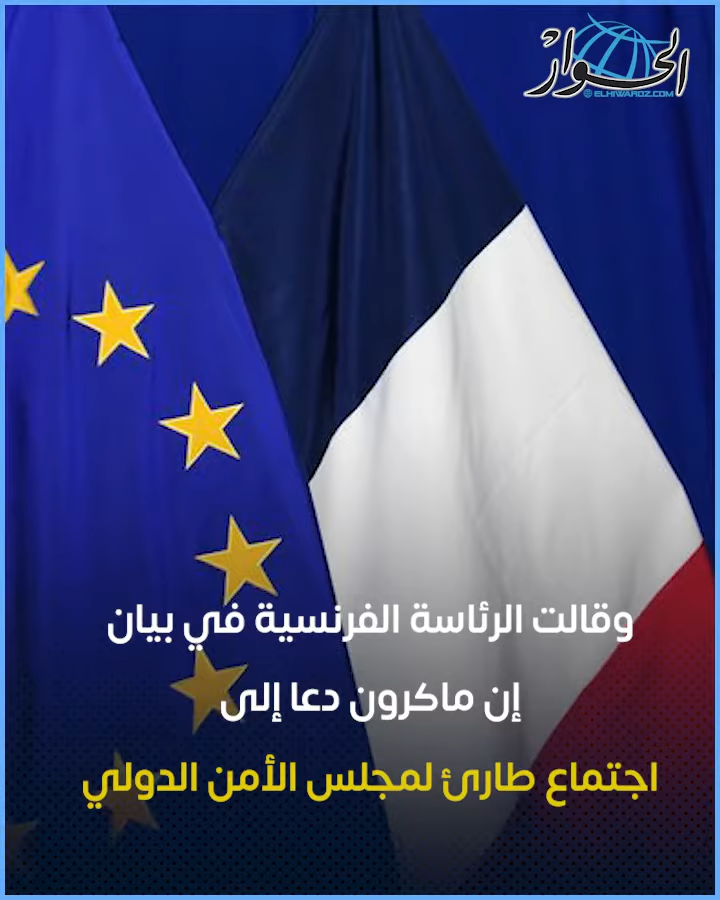 الحوار
@ ELHIWARDZ.COM
وقالت الرئاسة الفرنسية في بيان
إن ماكرون دعا إلى
اجتماع طارئ لمجلس الأمن الدولي